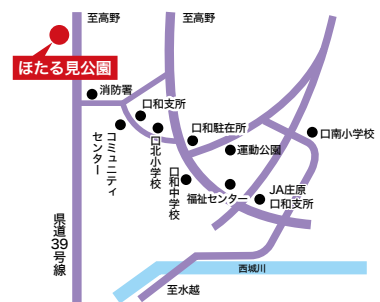 至高野
至高野
ほたる見公園
消防署
口和支所
口和駐在所
口南小学校
運動公園
コミュニティ
センター
口北小学校
口和中学校
福祉センター
JA庄原
口和支所
県道39号線
西城川
至水越